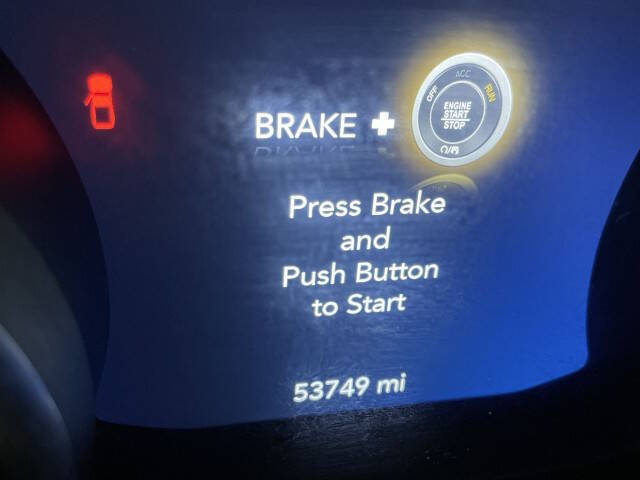 ACC
OFF
RUN
ENGINE
START
STOP
BRAKE +
Press Brake
and
Push Button
to Start
53749 mi